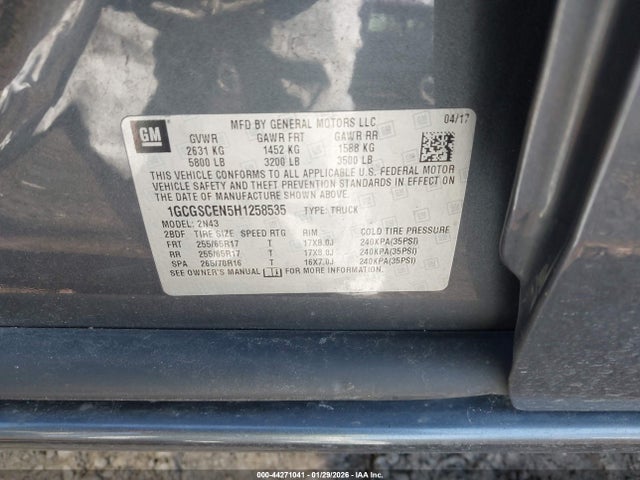 GM
MFD BY GENERAL MOTORS LLC 04/17
GVWR GAWR FRT GAWR RR
2631 KG 1452 KG 1588 KG
5800 LB 3200 LB 3500 LB
THIS VEHICLE CONFORMS TO ALL APPLICABLE U.S. FEDERAL MOTOR
VEHICLE SAFETY AND THEFT PREVENTION STANDARDS IN EFFECT ON
THE DATE OF MANUFACTURE SHOWN ABOVE.
1GCGSCEN5H1258535 TYPE: TRUCK
MODEL: 2N43
2BDF TIRE SIZE SPEED RTG RIM COLD TIRE PRESSURE
FRT 255/65R17 T 17X8.0J 240KPA(35PSI)
RR 255/65R17 T 17X8.0J 240KPA(35PSI)
SPA 265/70R16 T 16X7.0J 240KPA(35PSI)
SEE OWNER'S MANUAL FOR ADDITIONAL INFORMATION.
000-44271041 | 01/29/2026 | IAAI.COM